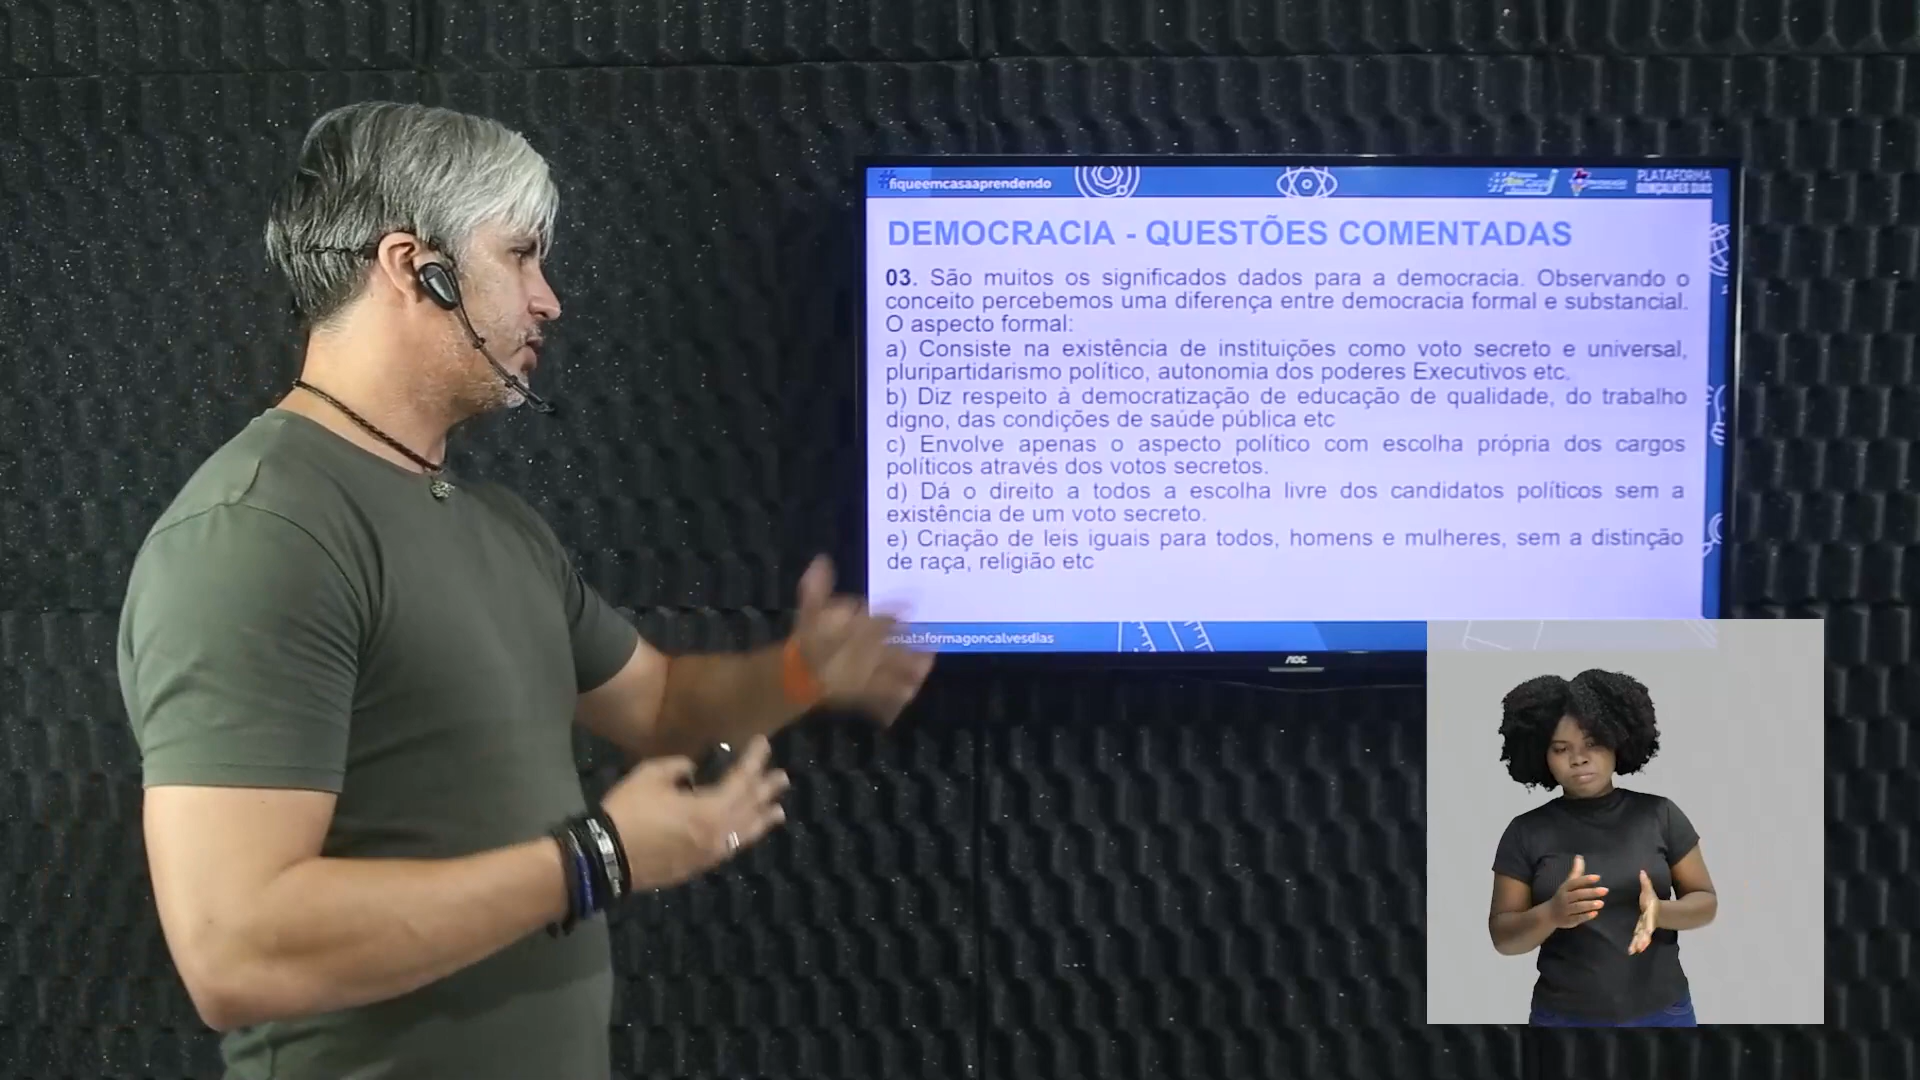 #fiqueemcasaaprendendo
PLATAFORMA
GONÇALVES DIAS
DEMOCRACIA - QUESTÕES COMENTADAS
03. São muitos os significados dados para a democracia. Observando o
conceito percebemos uma diferença entre democracia formal e substancial.
O aspecto formal:
a) Consiste na existência de instituições como voto secreto e universal,
pluripartidarismo político, autonomia dos poderes Executivos etc.
b) Diz respeito à democratização de educação de qualidade, do trabalho
digno, das condições de saúde pública etc
c) Envolve apenas o aspecto político com escolha própria dos cargos
políticos através dos votos secretos.
d) Dá o direito a todos a escolha livre dos candidatos políticos sem a
existência de um voto secreto.
e) Criação de leis iguais para todos, homens e mulheres, sem a distinção
de raça, religião etc
plataformagoncalvesdias
AOC